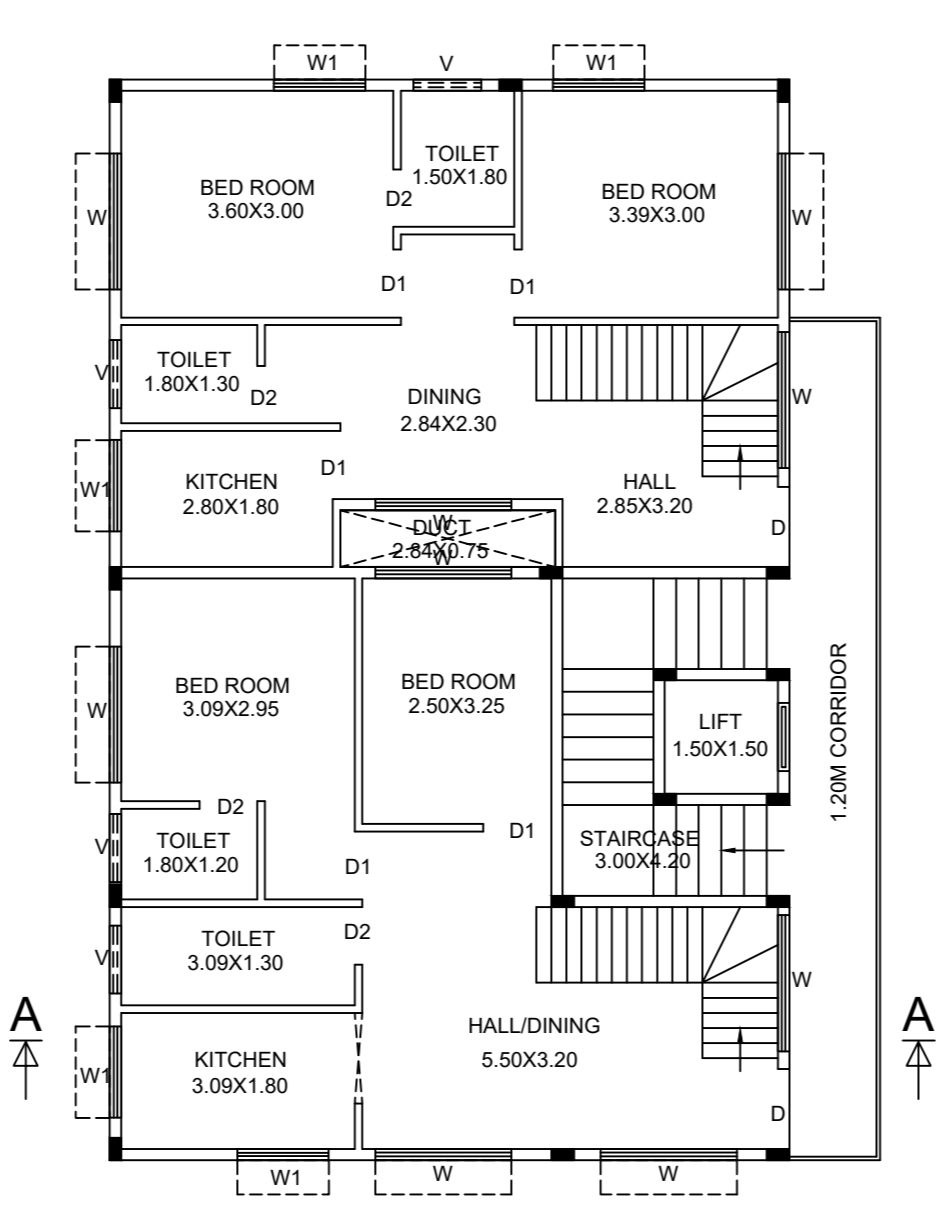 W1
V
W1
TOILET
1.50X1.80
BED ROOM
3.60X3.00
BED ROOM
3.39X3.00
D2
W
W
D1
D1
TOILET
1.80X1.30
V
D2
DINING
2.84X2.30
W
D1
KITCHEN
2.80X1.80
W1
HALL
2.85X3.20
W
DUCT
2.84X0.75
W
D
BED ROOM
3.09X2.95
BED ROOM
2.50X3.25
W
LIFT
1.50X1.50
1.20M CORRIDOR
D2
TOILET
1.80X1.20
V
D1
STAIRCASE
3.00X4.20
D1
D2
TOILET
3.09X1.30
V
W
A
A
HALL/DINING
5.50X3.20
KITCHEN
3.09X1.80
W1
D
W1
W
W